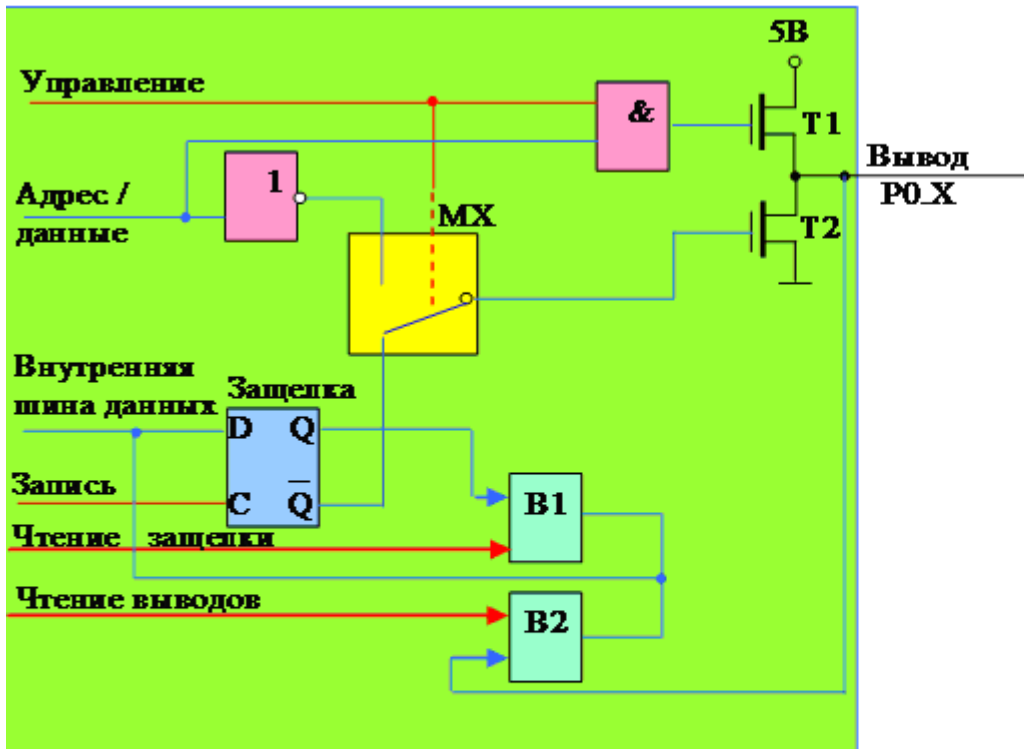 5В
Управление
&
T1
Вывод
P0_X
1
Адрес /
данные
MX
T2
Внутренняя
шина данных
Защелка
D Q
Запись
C Q̅
B1
Чтение защелки
Чтение выводов
B2